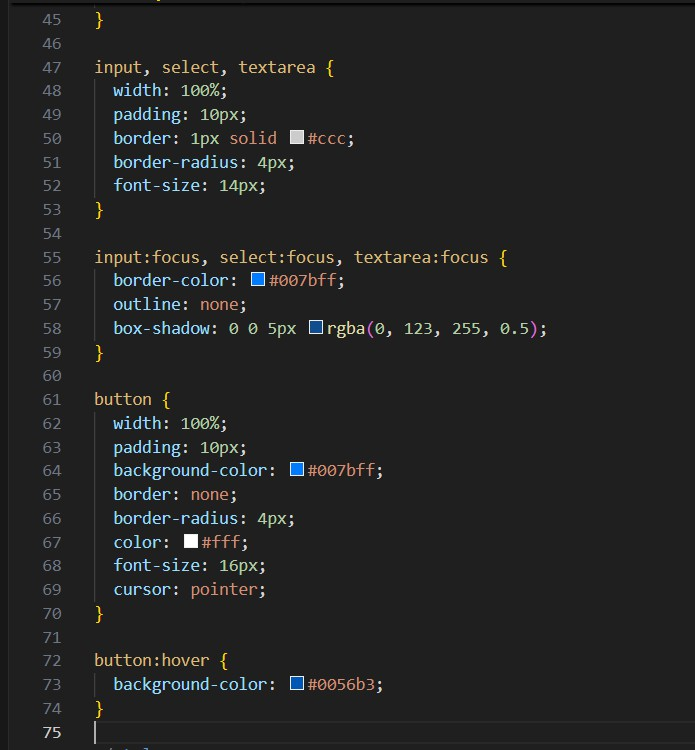 45 }
46
47 input, select, textarea {
48 width: 100%;
49 padding: 10px;
50 border: 1px solid #ccc;
51 border-radius: 4px;
52 font-size: 14px;
53 }
54
55 input:focus, select:focus, textarea:focus {
56 border-color: #007bff;
57 outline: none;
58 box-shadow: 0 0 5px rgba(0, 123, 255, 0.5);
59 }
60
61 button {
62 width: 100%;
63 padding: 10px;
64 background-color: #007bff;
65 border: none;
66 border-radius: 4px;
67 color: #fff;
68 font-size: 16px;
69 cursor: pointer;
70 }
71
72 button:hover {
73 background-color: #0056b3;
74 }
75